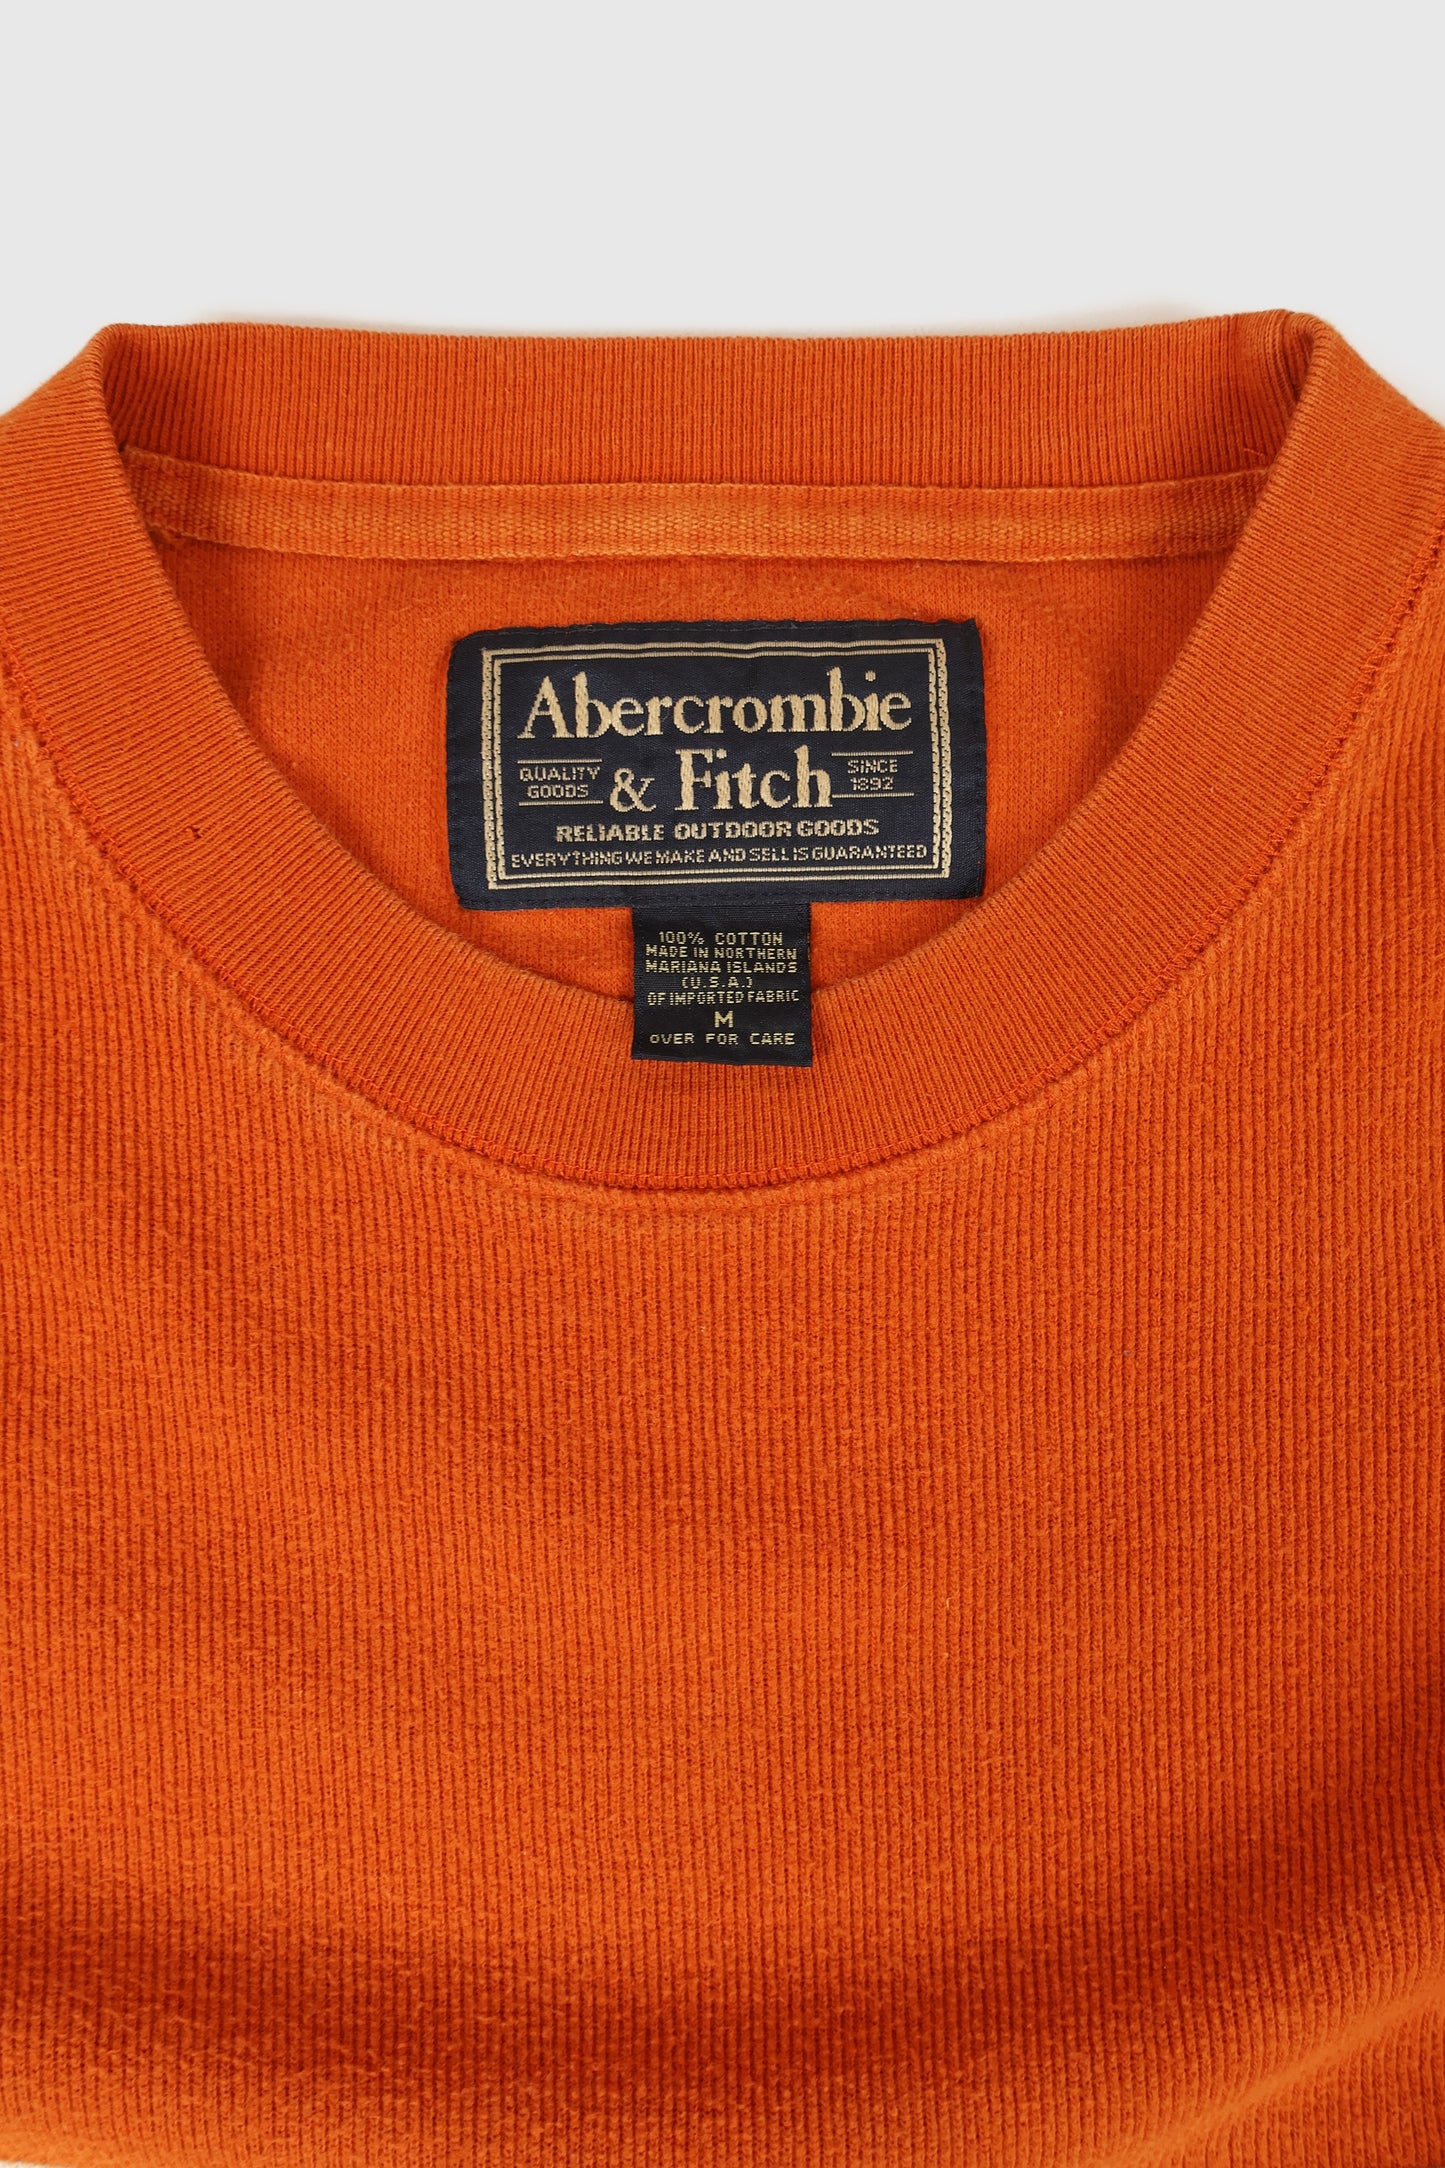 Abercrombie
QUALITY GOODS & Fitch SINCE 1892
RELIABLE OUTDOOR GOODS
EVERYTHING WE MAKE AND SELL IS GUARANTEED
100% COTTON
MADE IN NORTHERN
MARIANA ISLANDS
(U.S.A.)
OF IMPORTED FABRIC
M
OVER FOR CARE